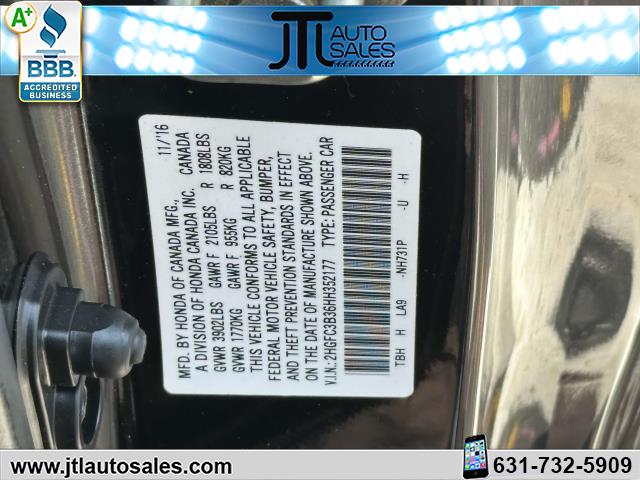 A+
BBB.
ACCREDITED
BUSINESS
JTL AUTO
SALES
MFD. BY HONDA OF CANADA MFG., 11/16
A DIVISION OF HONDA CANADA INC. CANADA
GVWR 3902LBS GAWR F 2105LBS R 1808LBS
GVWR 1770KG GAWR F 955KG R 820KG
THIS VEHICLE CONFORMS TO ALL APPLICABLE
FEDERAL MOTOR VEHICLE SAFETY, BUMPER,
AND THEFT PREVENTION STANDARDS IN EFFECT
ON THE DATE OF MANUFACTURE SHOWN ABOVE.
V.I.N.: 2HGFC3B36HH352177 TYPE: PASSENGER CAR
TBH H LA9 -NH731P -U -H
www.jtlautosales.com
631-732-5909